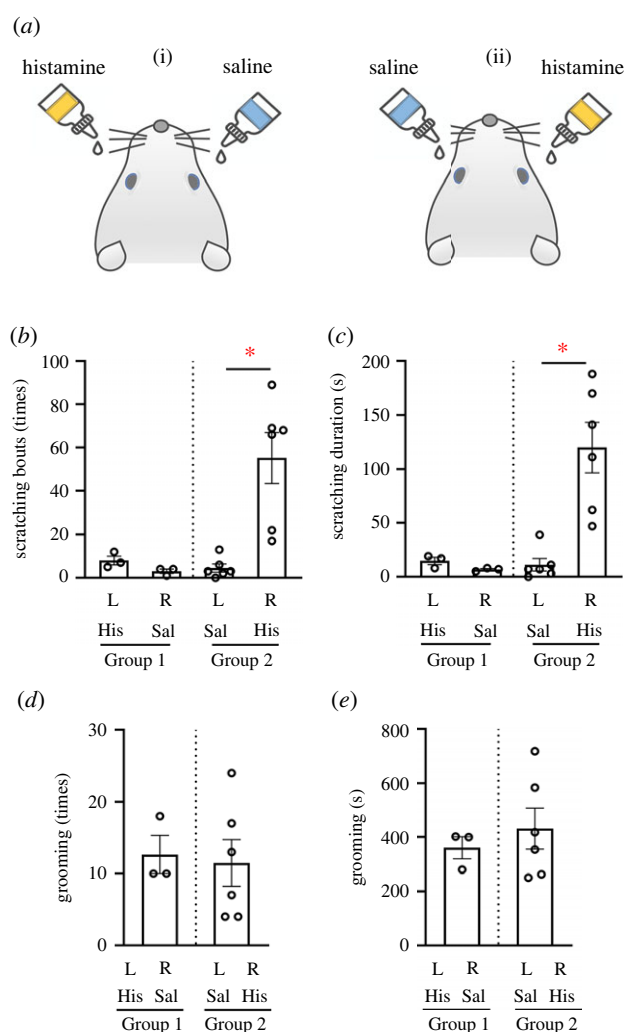 (a)
(i) (ii)
histamine saline saline histamine
(b) (c)
*
100
80
60
40
20
0
scratching bouts (times)
L R L R
His Sal Sal His
Group 1 Group 2
*
200
150
100
50
0
scratching duration (s)
L R L R
His Sal Sal His
Group 1 Group 2
(d) (e)
30
20
10
0
grooming (times)
L R L R
His Sal Sal His
Group 1 Group 2
800
600
400
200
0
grooming (s)
L R L R
His Sal Sal His
Group 1 Group 2